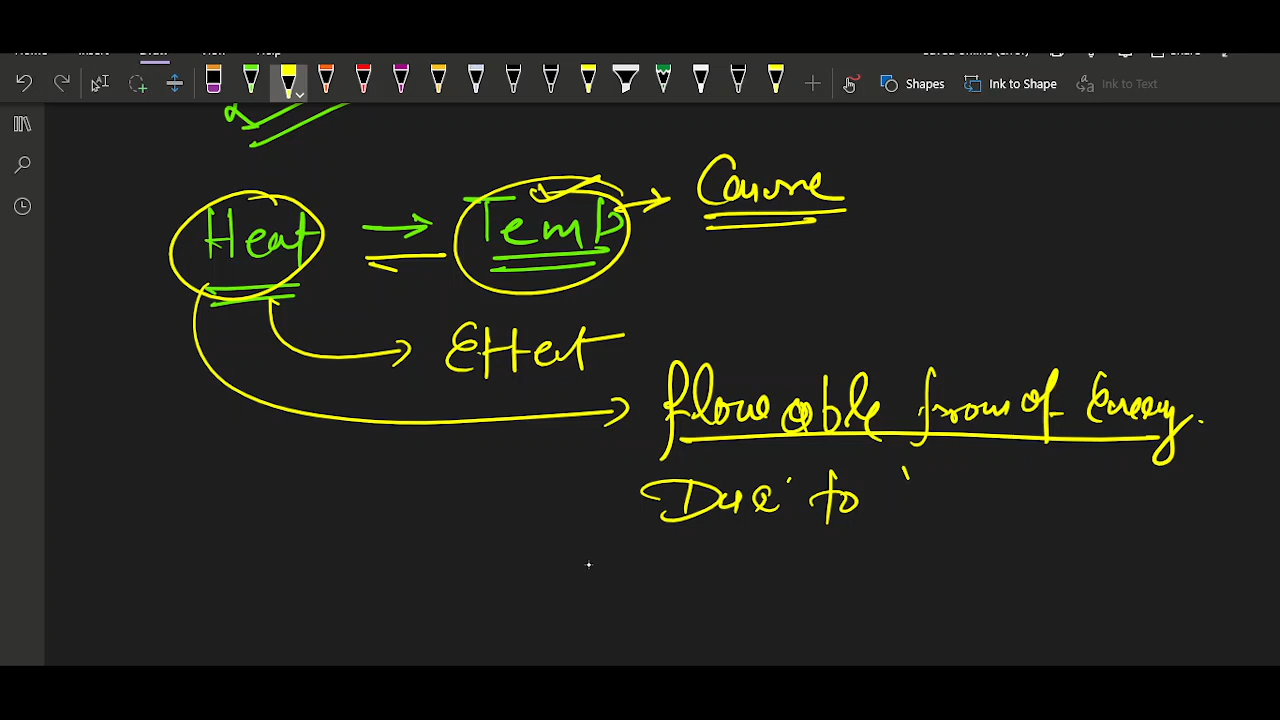 Shapes Ink to Shape Ink to Text
Heat → Temp → Cause
Effect
flowable from of Energy.
Due to